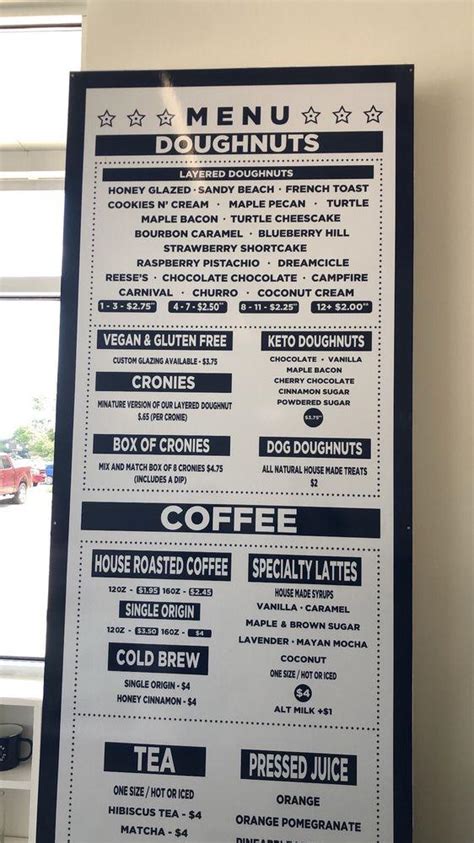 ☆ ☆ ☆ MENU ☆ ☆ ☆
DOUGHNUTS
LAYERED DOUGHNUTS
HONEY GLAZED · SANDY BEACH · FRENCH TOAST
COOKIES N' CREAM · MAPLE PECAN · TURTLE
MAPLE BACON · TURTLE CHEESCAKE
BOURBON CARAMEL · BLUEBERRY HILL
STRAWBERRY SHORTCAKE
RASPBERRY PISTACHIO · DREAMCICLE
REESE'S · CHOCOLATE CHOCOLATE · CAMPFIRE
CARNIVAL · CHURRO · COCONUT CREAM
1 - 3 - $2.75 4 - 7 - $2.50 8 - 11 - $2.25 12+ $2.00
VEGAN & GLUTEN FREE
CUSTOM GLAZING AVAILABLE - $3.75
CRONIES
MINATURE VERSION OF OUR LAYERED DOUGHNUT
$.65 (PER CRONIE)
BOX OF CRONIES
MIX AND MATCH BOX OF 8 CRONIES $4.75
(INCLUDES A DIP)
KETO DOUGHNUTS
CHOCOLATE · VANILLA
MAPLE BACON
CHERRY CHOCOLATE
CINNAMON SUGAR
POWDERED SUGAR
$3.75
DOG DOUGHNUTS
ALL NATURAL HOUSE MADE TREATS
$2
COFFEE
HOUSE ROASTED COFFEE
12OZ - $1.95 16OZ - $2.45
SINGLE ORIGIN
12OZ - $3.50 16OZ - $4
COLD BREW
SINGLE ORIGIN - $4
HONEY CINNAMON - $4
SPECIALTY LATTES
HOUSE MADE SYRUPS
VANILLA · CARAMEL
MAPLE & BROWN SUGAR
LAVENDER · MAYAN MOCHA
COCONUT
ONE SIZE / HOT OR ICED
$4
ALT MILK +$1
TEA
ONE SIZE / HOT OR ICED
HIBISCUS TEA - $4
MATCHA - $4
PRESSED JUICE
ORANGE
ORANGE POMEGRANATE